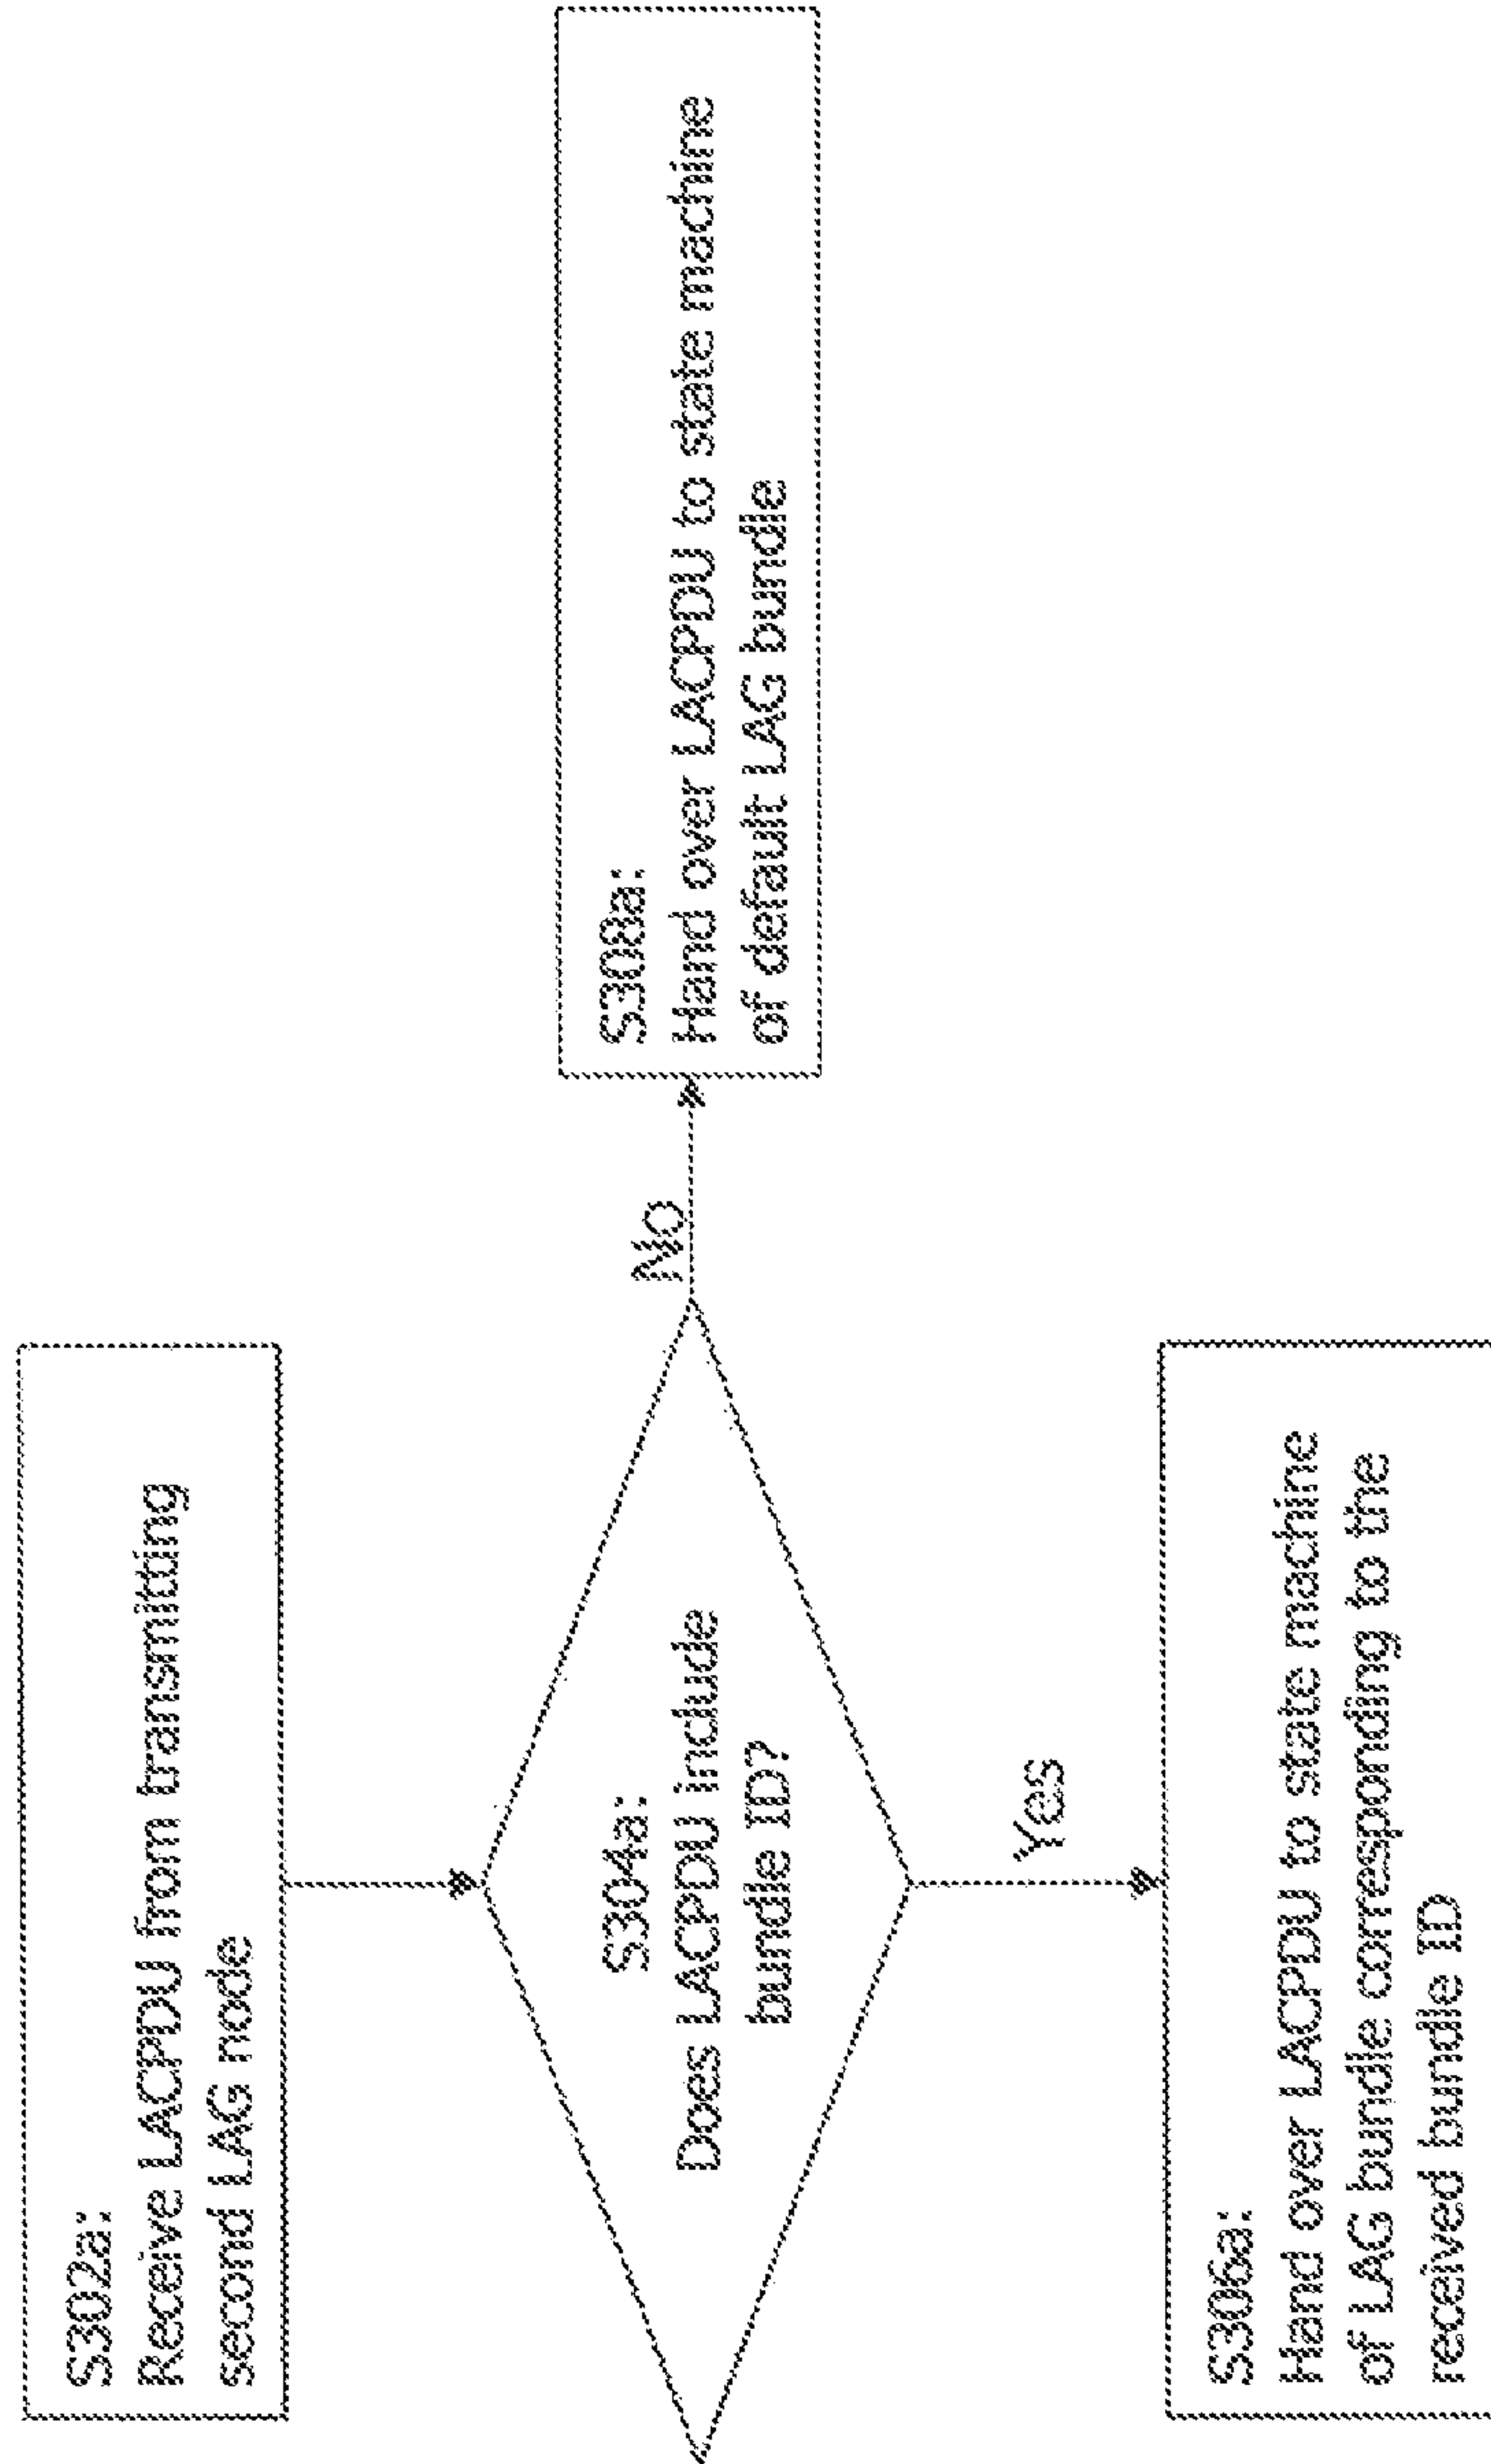 S302a:
Receive LACPDU from transmitting
second LAG node
S304a:
Does LACPDU include
bundle ID?
No
S308a:
Hand over LACPDU to state machine
of default LAG bundle
Yes
S306a:
Hand over LACPDU to state machine
of LAG bundle corresponding to the
received bundle ID